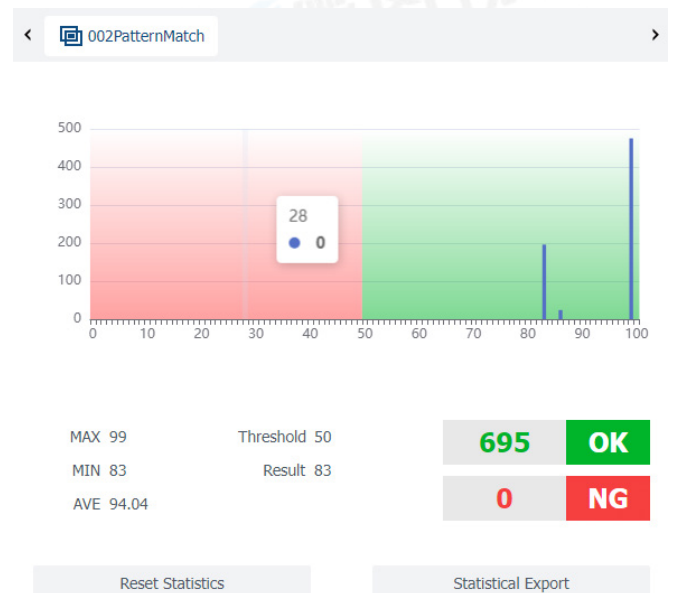 002PatternMatch
500
400
300
200
100
0
28
0
0 10 20 30 40 50 60 70 80 90 100
MAX 99 Threshold 50
MIN 83 Result 83
AVE 94.04
695 OK
0 NG
Reset Statistics Statistical Export